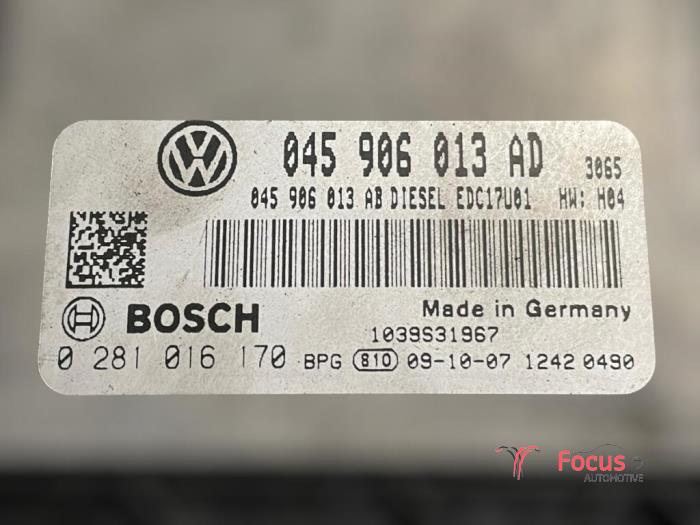 045 906 013 AD 3065
045 906 013 AB DIESEL EDC17U01 HW: H04
Made in Germany
BOSCH
1039S31967
0 281 016 170 BPG 810 09-10-07 1242 0490
Focus
AUTOMOTIVE